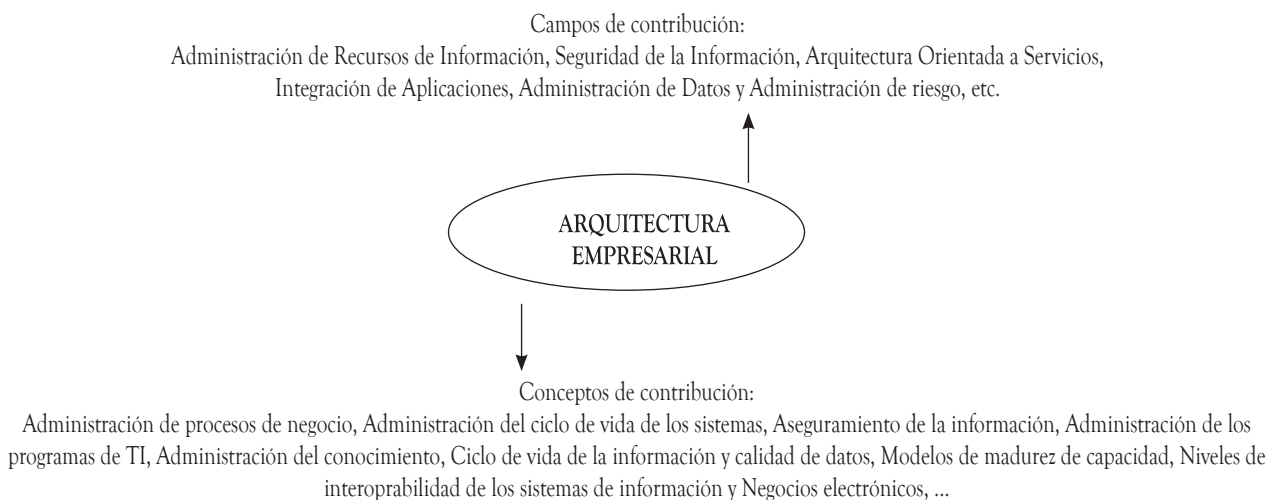 Campos de contribución:
Administración de Recursos de Información, Seguridad de la Información, Arquitectura Orientada a Servicios,
Integración de Aplicaciones, Administración de Datos y Administración de riesgo, etc.
ARQUITECTURA
EMPRESARIAL
Conceptos de contribución:
Administración de procesos de negocio, Administración del ciclo de vida de los sistemas, Aseguramiento de la información, Administración de los
programas de TI, Administración del conocimiento, Ciclo de vida de la información y calidad de datos, Modelos de madurez de capacidad, Niveles de
interoprabilidad de los sistemas de información y Negocios electrónicos, ...